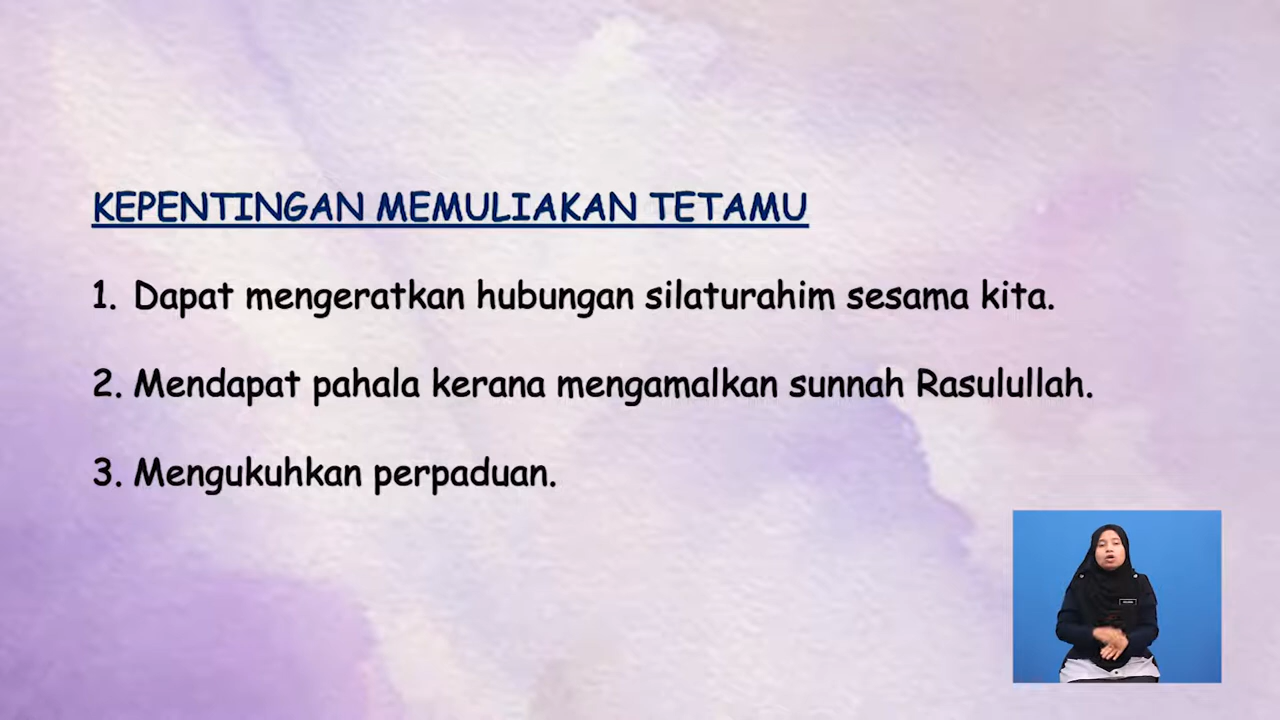 KEPENTINGAN MEMULIAKAN TETAMU
1. Dapat mengeratkan hubungan silaturahim sesama kita.
2. Mendapat pahala kerana mengamalkan sunnah Rasulullah.
3. Mengukuhkan perpaduan.